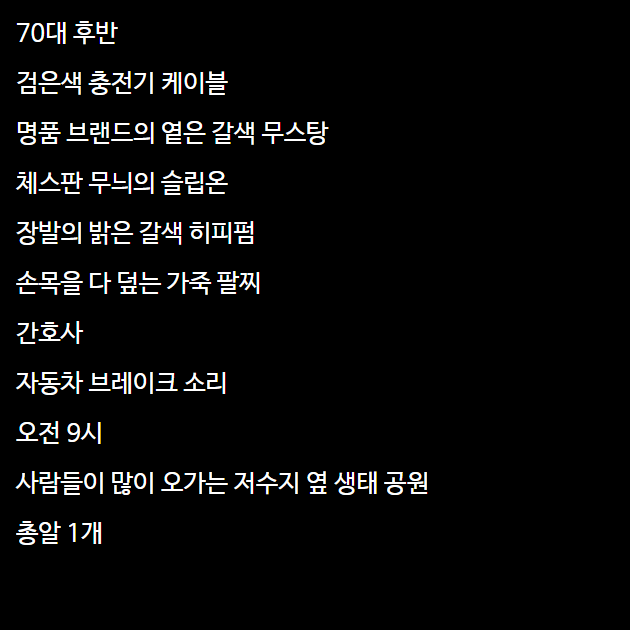 70대 후반
검은색 충전기 케이블
명품 브랜드의 옅은 갈색 무스탕
체스판 무늬의 슬립온
장발의 밝은 갈색 히피펌
손목을 다 덮는 가죽 팔찌
간호사
자동차 브레이크 소리
오전 9시
사람들이 많이 오가는 저수지 옆 생태 공원
총알 1개